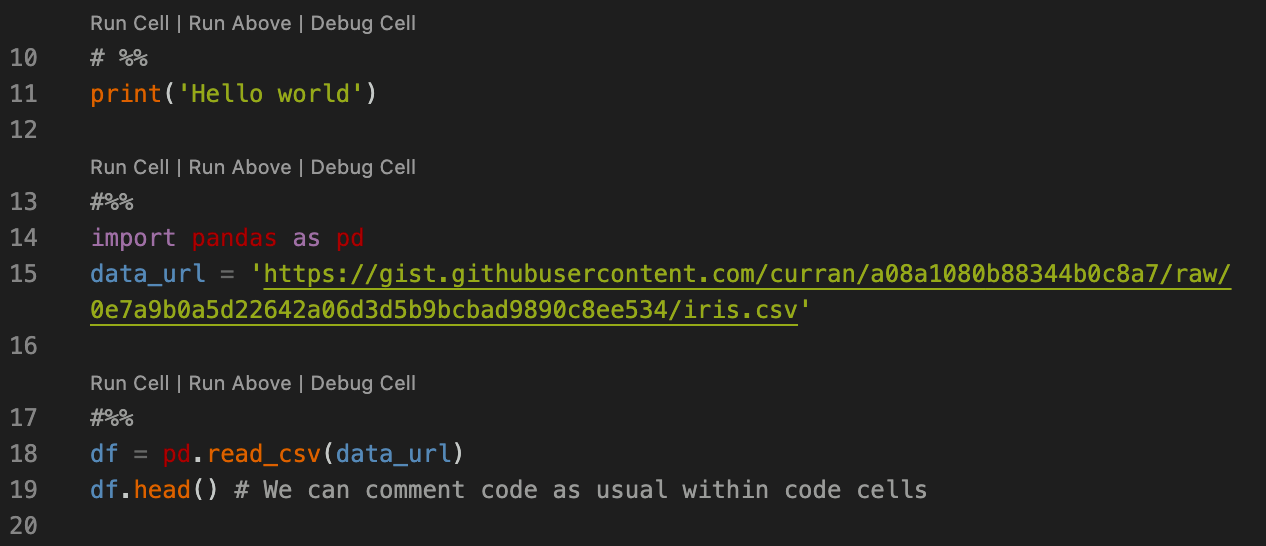 Run Cell | Run Above | Debug Cell
10 # %%
11 print('Hello world')
12
Run Cell | Run Above | Debug Cell
13 #%%
14 import pandas as pd
15 data_url = 'https://gist.githubusercontent.com/curran/a08a1080b88344b0c8a7/raw/
0e7a9b0a5d22642a06d3d5b9bcbad9890c8ee534/iris.csv'
16
Run Cell | Run Above | Debug Cell
17 #%%
18 df = pd.read_csv(data_url)
19 df.head() # We can comment code as usual within code cells
20